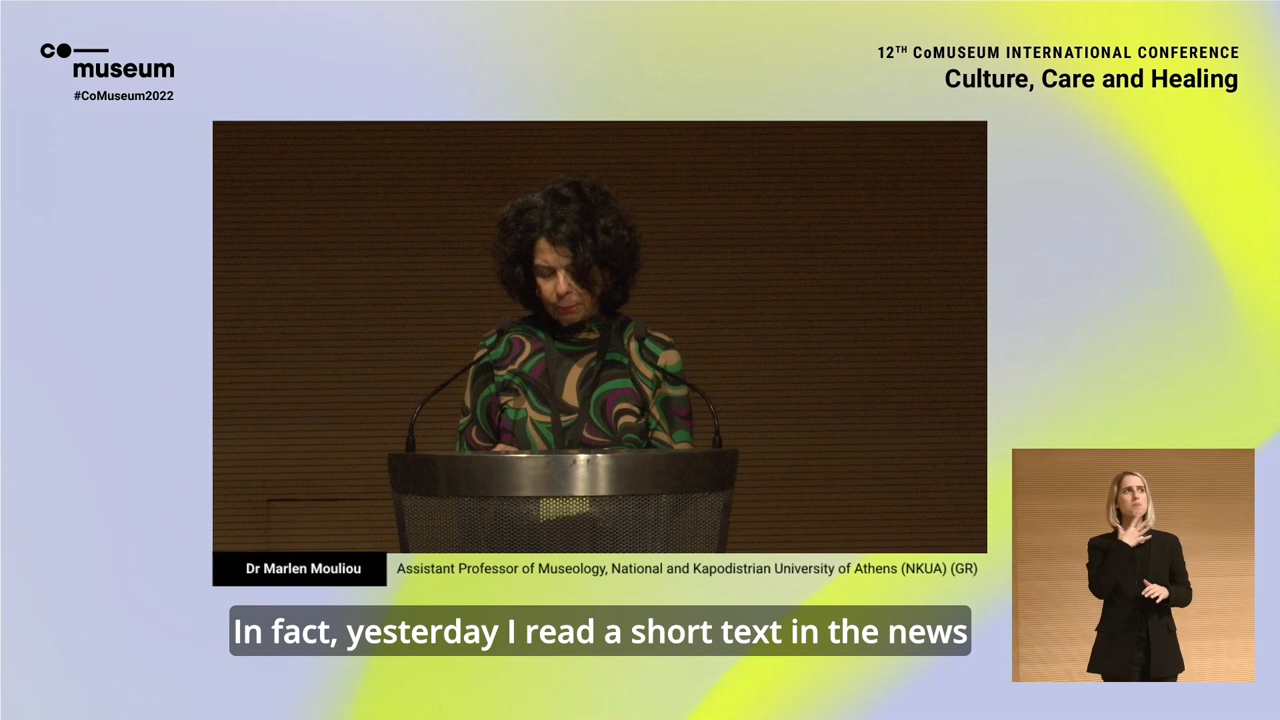 co
museum
#CoMuseum2022
12TH CoMUSEUM INTERNATIONAL CONFERENCE
Culture, Care and Healing
Dr Marlen Mouliou
Assistant Professor of Museology, National and Kapodistrian University of Athens (NKUA) (GR)
In fact, yesterday I read a short text in the news